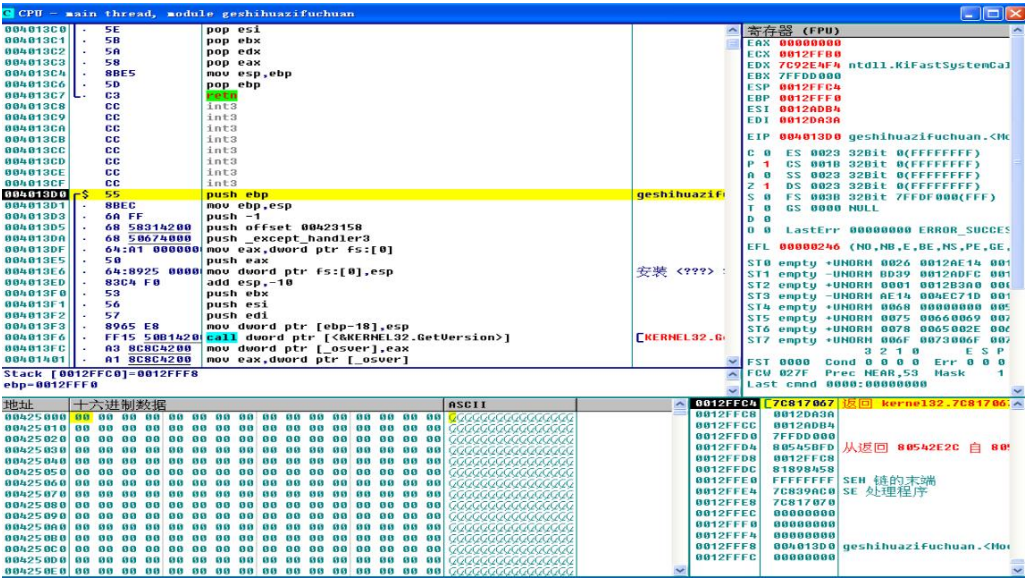 CPU - main thread, module geshihuazifuchuan
004013C0 . 5E pop esi
004013C1 . 5B pop ebx
004013C2 . 5A pop edx
004013C3 . 58 pop eax
004013C4 . 8BE5 mov esp,ebp
004013C6 . 5D pop ebp
004013C7 . C3 retn
004013C8 CC int3
004013C9 CC int3
004013CA CC int3
004013CB CC int3
004013CC CC int3
004013CD CC int3
004013CE CC int3
004013CF CC int3
004013D0 $ 55 push ebp geshihuazif
004013D1 . 8BEC mov ebp,esp
004013D3 . 6A FF push -1
004013D5 . 68 58314200 push offset 00423158
004013DA . 68 50674000 push _except_handler3
004013DF . 64:A1 000000 mov eax,dword ptr fs:[0]
004013E5 . 50 push eax
004013E6 . 64:8925 0000 mov dword ptr fs:[0],esp 安装 <???>
004013ED . 83C4 F0 add esp,-10
004013F0 . 53 push ebx
004013F1 . 56 push esi
004013F2 . 57 push edi
004013F3 . 8965 E8 mov dword ptr [ebp-18],esp
004013F6 . FF15 50B14200 call dword ptr [<&KERNEL32.GetVersion>] [KERNEL32.G
004013FC . A3 8C8C4200 mov dword ptr [_osver],eax
00401401 . A1 8C8C4200 mov eax,dword ptr [_osver]
Stack [0012FFC0]=0012FFF8
ebp=0012FFF0
寄存器 (FPU)
EAX 00000000
ECX 0012FFB0
EDX 7C92E4F4 ntdll.KiFastSystemCal
EBX 7FFDD000
ESP 0012FFC4
EBP 0012FFF0
ESI 0012ADB4
EDI 0012DA3A
EIP 004013D0 geshihuazifuchuan.<Mo
C 0 ES 0023 32Bit 0(FFFFFFFF)
P 1 CS 001B 32Bit 0(FFFFFFFF)
A 0 SS 0023 32Bit 0(FFFFFFFF)
Z 1 DS 0023 32Bit 0(FFFFFFFF)
S 0 FS 003B 32Bit 7FFDF000(FFF)
T 0 GS 0000 NULL
D 0
O 0 LastErr 00000000 ERROR_SUCCES
EFL 00000246 (NO,NB,E,BE,NS,PE,GE,
ST0 empty +UNORM 0026 0012AE14 001
ST1 empty -UNORM BD39 0012ADFC 001
ST2 empty +UNORM 0001 0012B3A0 000
ST3 empty -UNORM AE14 004EC71D 001
ST4 empty +UNORM 0068 00000000 005
ST5 empty +UNORM 0075 00660069 007
ST6 empty +UNORM 0078 0065002E 006
ST7 empty +UNORM 006F 0073006F 007
3 2 1 0 E S P
FST 0000 Cond 0 0 0 0 Err 0 0 0
FCW 027F Prec NEAR,53 Mask 1
Last cmnd 0000:00000000
地址 十六进制数据 ASCII
00425000 00 00 00 00 00 00 00 00 00 00 00 00 00 00 00 00
00425010 00 00 00 00 00 00 00 00 00 00 00 00 00 00 00 00
00425020 00 00 00 00 00 00 00 00 00 00 00 00 00 00 00 00
00425030 00 00 00 00 00 00 00 00 00 00 00 00 00 00 00 00
00425040 00 00 00 00 00 00 00 00 00 00 00 00 00 00 00 00
00425050 00 00 00 00 00 00 00 00 00 00 00 00 00 00 00 00
00425060 00 00 00 00 00 00 00 00 00 00 00 00 00 00 00 00
00425070 00 00 00 00 00 00 00 00 00 00 00 00 00 00 00 00
00425080 00 00 00 00 00 00 00 00 00 00 00 00 00 00 00 00
00425090 00 00 00 00 00 00 00 00 00 00 00 00 00 00 00 00
004250A0 00 00 00 00 00 00 00 00 00 00 00 00 00 00 00 00
004250B0 00 00 00 00 00 00 00 00 00 00 00 00 00 00 00 00
004250C0 00 00 00 00 00 00 00 00 00 00 00 00 00 00 00 00
004250D0 00 00 00 00 00 00 00 00 00 00 00 00 00 00 00 00
004250E0 00 00 00 00 00 00 00 00 00 00 00 00 00 00 00 00
0012FFC4 [7C817067 返回 kernel32.7C817067
0012FFC8 0012DA3A
0012FFCC 0012ADB4
0012FFD0 7FFDD000
0012FFD4 80545BFD 从返回 80542E2C 自 80
0012FFD8 0012FFC8
0012FFDC 81898458
0012FFE0 FFFFFFFF SEH 链的末端
0012FFE4 7C839AC0 SE 处理程序
0012FFE8 7C817070
0012FFEC 00000000
0012FFF0 00000000
0012FFF4 00000000
0012FFF8 004013D0 geshihuazifuchuan.<Mo
0012FFFC 00000000